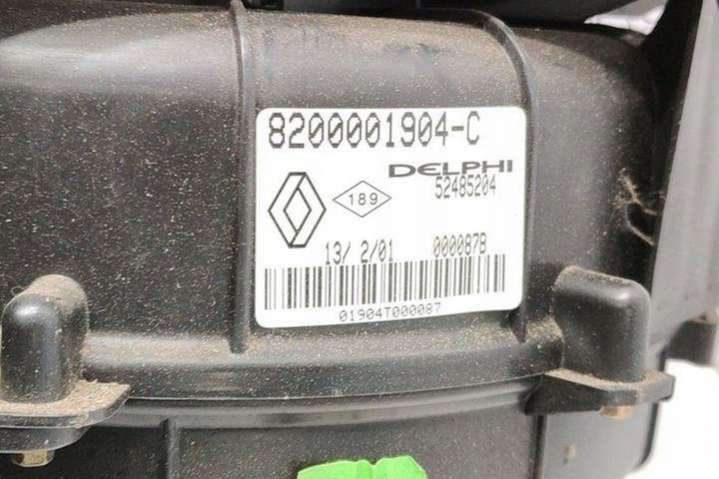 8200001904-C
DELPHI
189
52485204
13/ 2/01 000087B
01904T000087